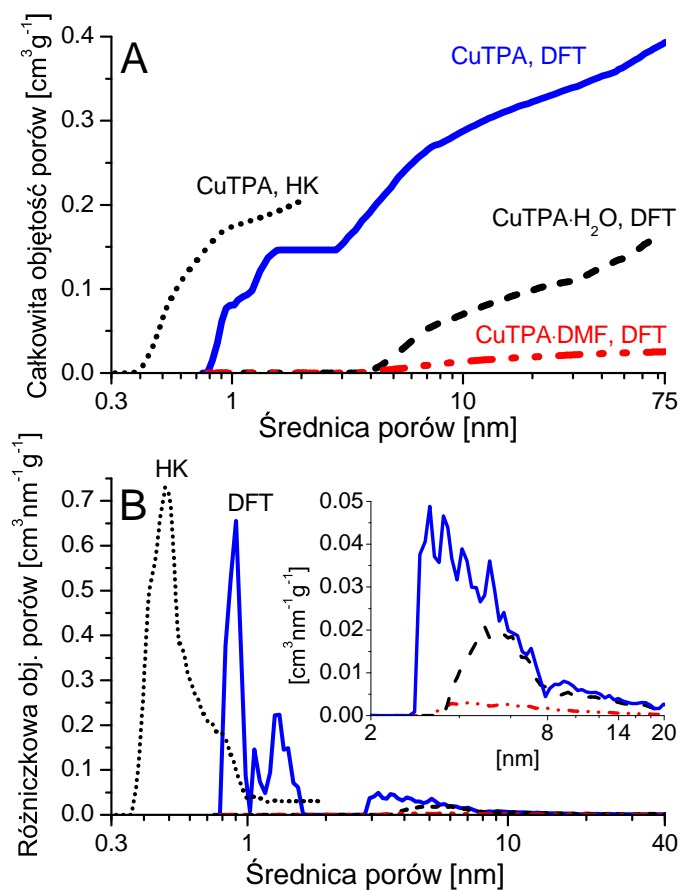 A
Całkowita objętość porów [cm³g⁻¹]
0.4
0.3
0.2
0.1
0.0
CuTPA, DFT
CuTPA, HK
CuTPA·H₂O, DFT
CuTPA·DMF, DFT
0.3 1 10 75
Średnica porów [nm]
B
Różniczkowa obj. porów [cm³nm⁻¹g⁻¹]
0.7
0.6
0.5
0.4
0.3
0.2
0.1
0.0
HK
DFT
[cm³nm⁻¹g⁻¹]
0.05
0.04
0.03
0.02
0.01
0.00
2 8 14 20
[nm]
0.3 1 10 40
Średnica porów [nm]